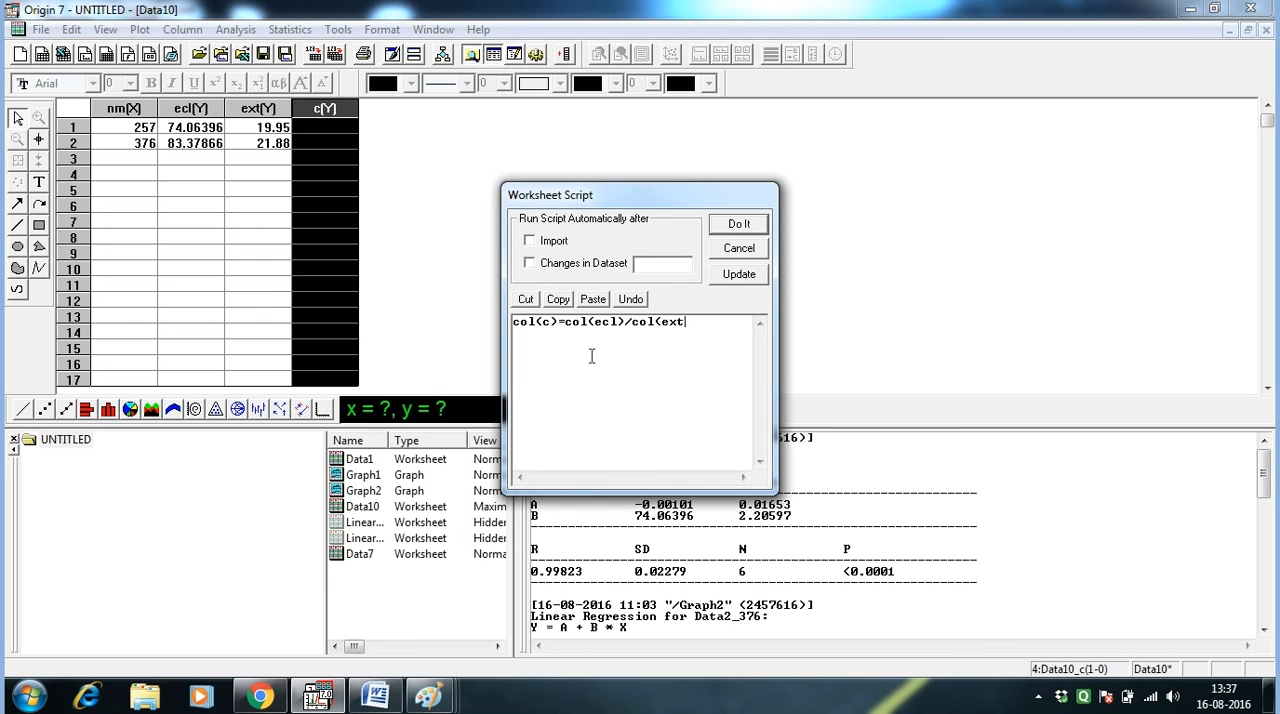 Origin 7 - UNTITLED - [Data10]
File Edit View Plot Column Analysis Statistics Tools Format Window Help
Arial 0 B I U 0 0
nm[X] ecl[Y] ext[Y] c[Y]
1 257 74.06396 19.95
2 376 83.37866 21.88
3
4
5
6
7
8
9
10
11
12
13
14
15
16
17
Worksheet Script
Run Script Automatically after
Import
Changes in Dataset
Do It
Cancel
Update
Cut Copy Paste Undo
col(c)=col(ecl)/col(ext
x = ?, y = ?
UNTITLED
Name Type View
Data1 Worksheet Norm
Graph1 Graph Norm
Graph2 Graph Norm
Data10 Worksheet Maxim
Linear... Worksheet Hidder
Linear... Worksheet Hidder
Data7 Worksheet Norma
616)]
A -0.00101 0.01653
B 74.06396 2.20597
R SD N P
0.99823 0.02279 6 <0.0001
[16-08-2016 11:03 "/Graph2" (2457616)]
Linear Regression for Data2_376:
Y = A + B * X
4:Data10_c(1-0) Data10*
13:37
16-08-2016